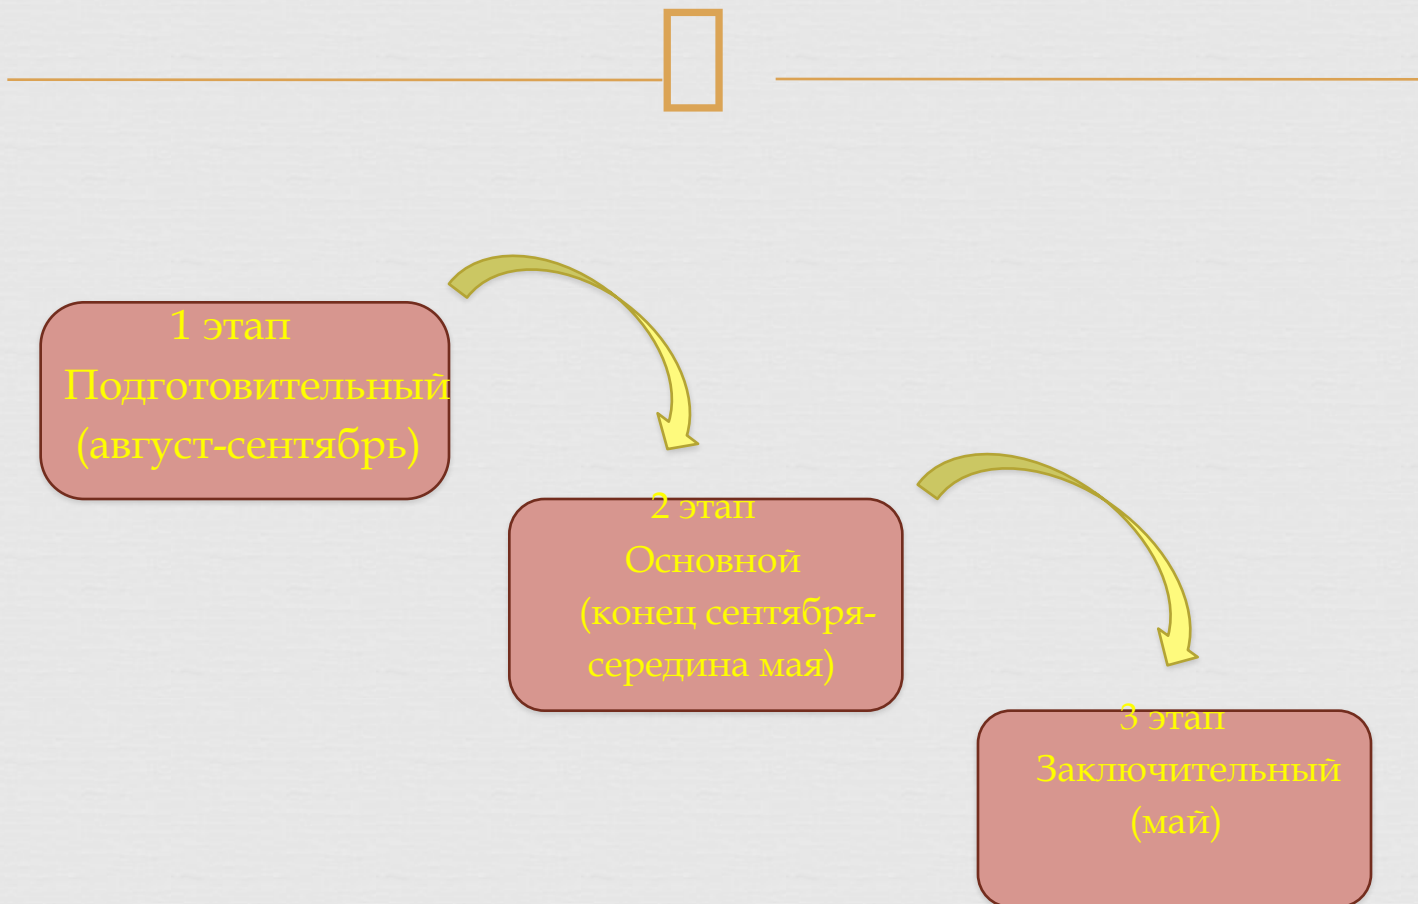 1 этап
Подготовительный
(август-сентябрь)
2 этап
Основной
(конец сентября-
середина мая)
3 этап
Заключительный
(май)